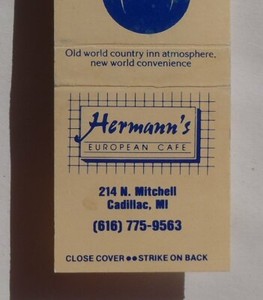 Old world country inn atmosphere,
new world convenience
Hermann's
EUROPEAN CAFE
214 N. Mitchell
Cadillac, MI
(616) 775-9563
CLOSE COVER ●● STRIKE ON BACK